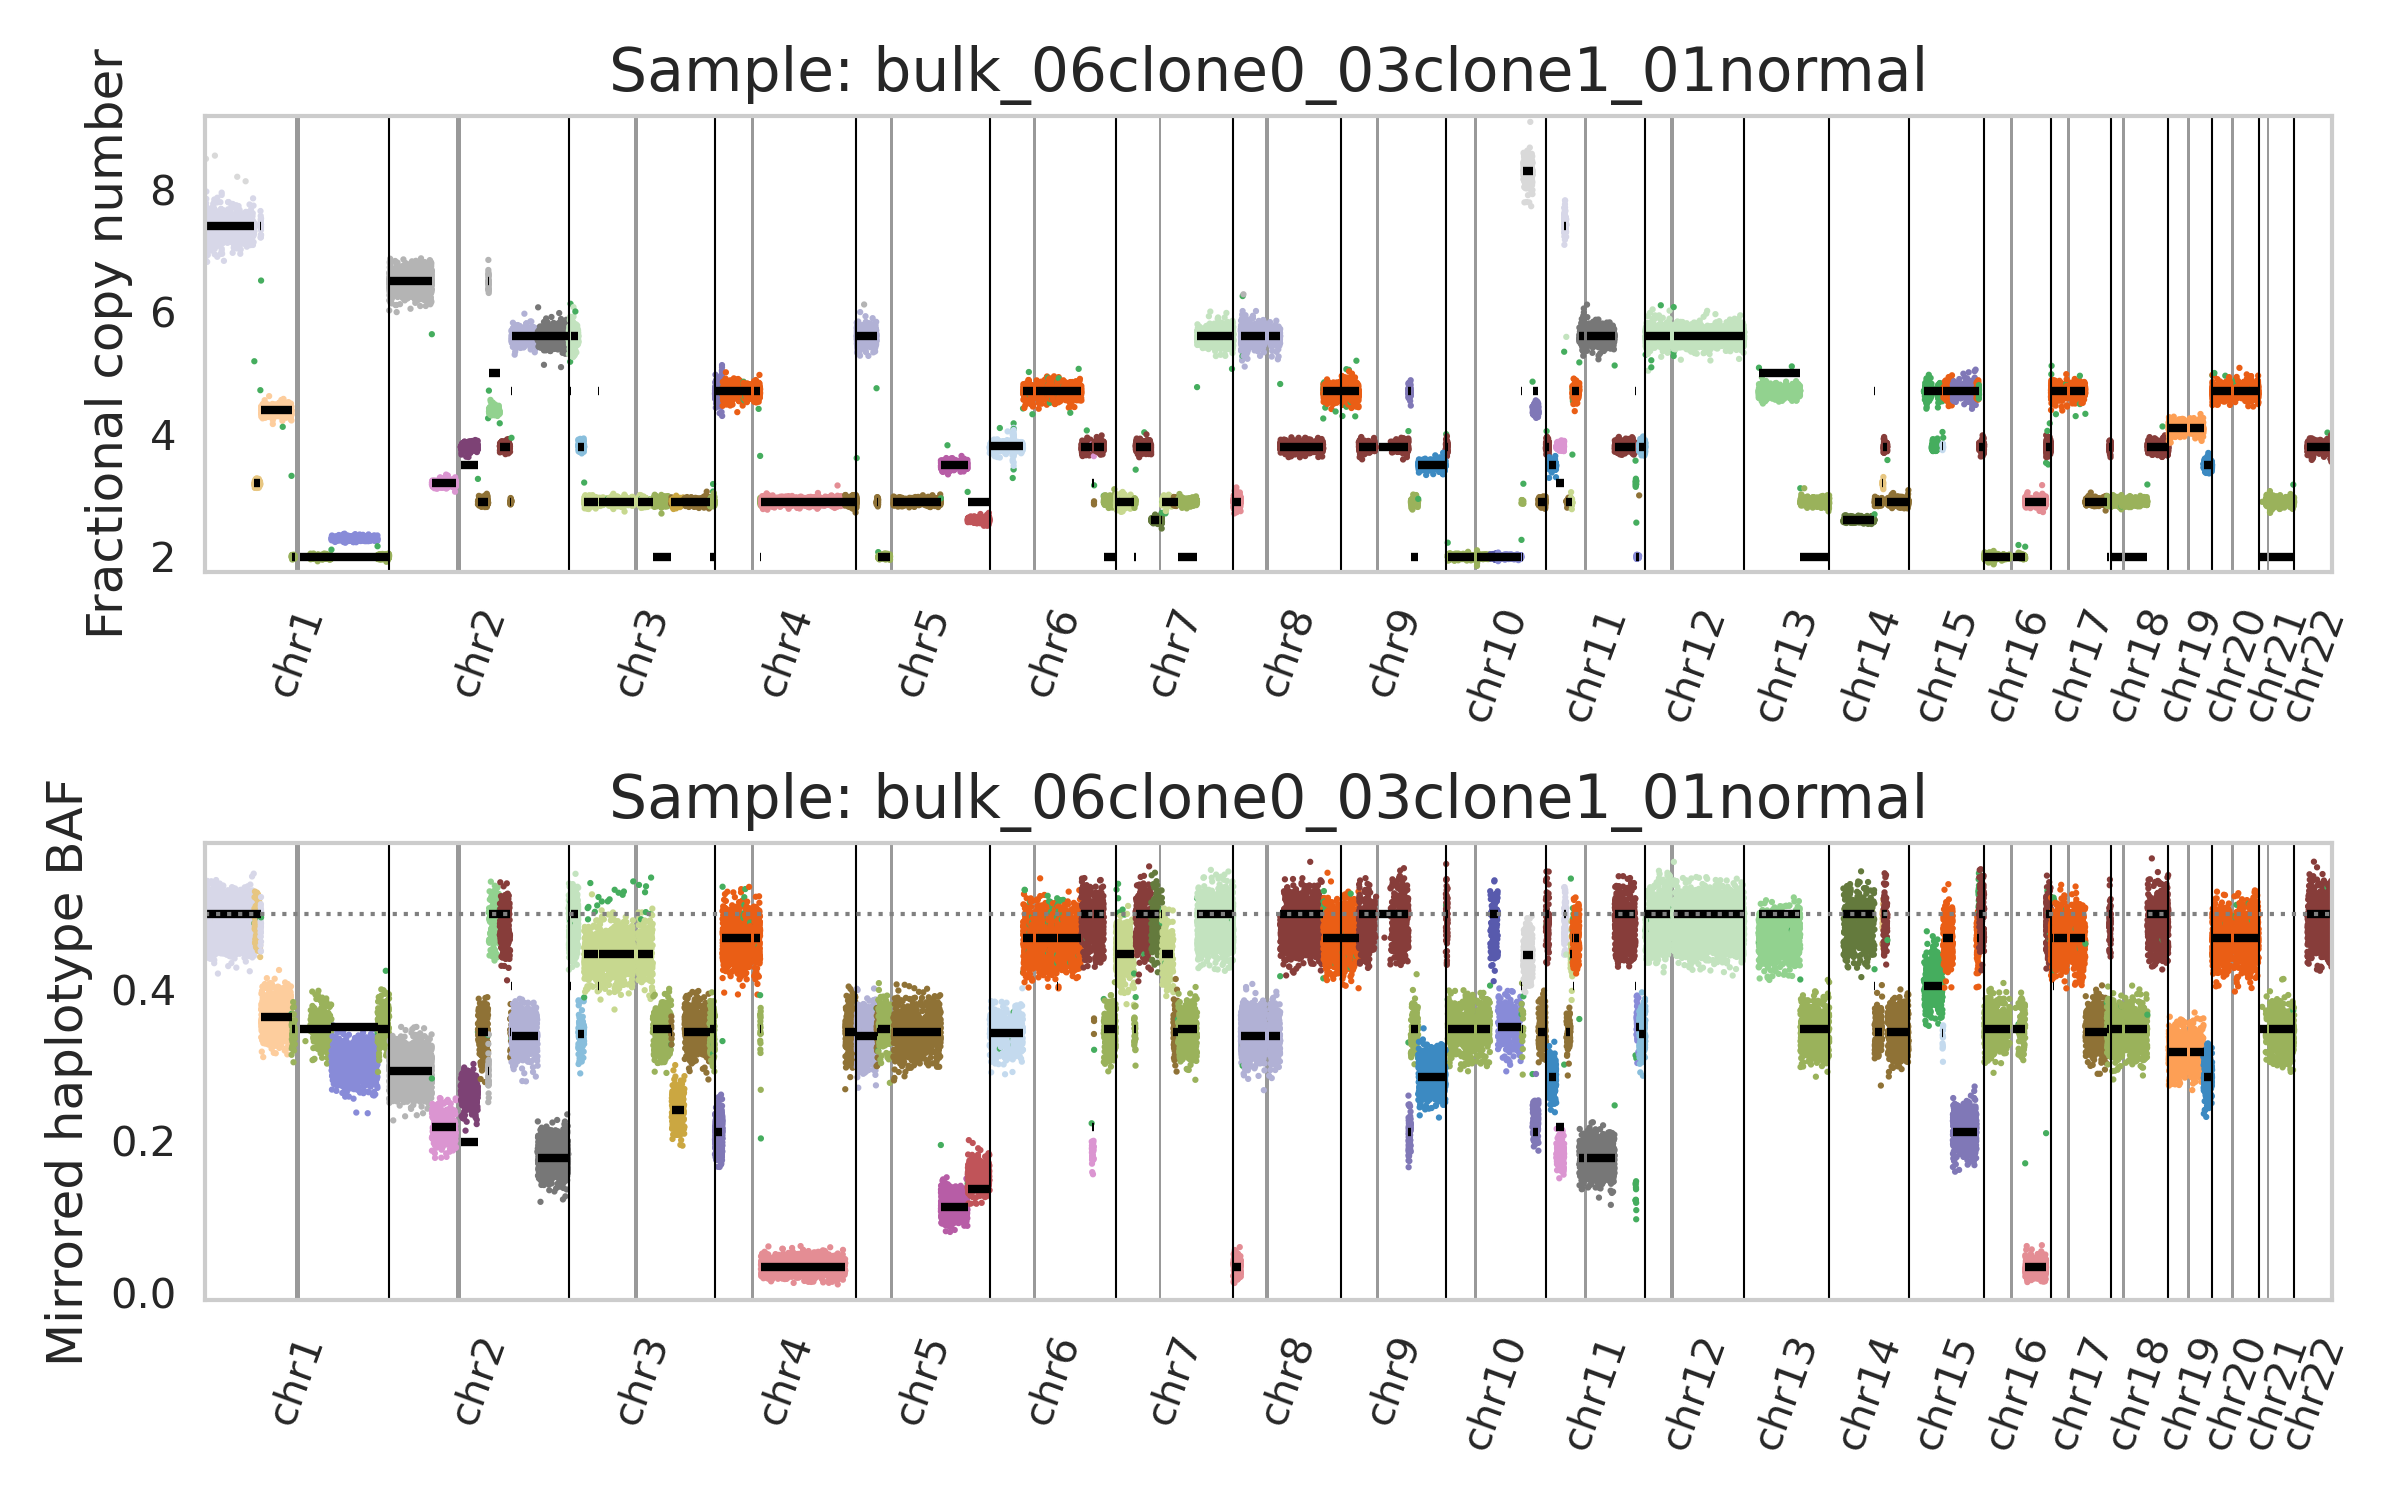 Sample: bulk_06clone0_03clone1_01normal
Fractional copy number
8
6
4
2
chr1 chr2 chr3 chr4 chr5 chr6 chr7 chr8 chr9 chr10 chr11 chr12 chr13 chr14 chr15 chr16 chr17 chr18 chr19 chr20 chr21 chr22
Sample: bulk_06clone0_03clone1_01normal
Mirrored haplotype BAF
0.4
0.2
0.0
chr1 chr2 chr3 chr4 chr5 chr6 chr7 chr8 chr9 chr10 chr11 chr12 chr13 chr14 chr15 chr16 chr17 chr18 chr19 chr20 chr21 chr22